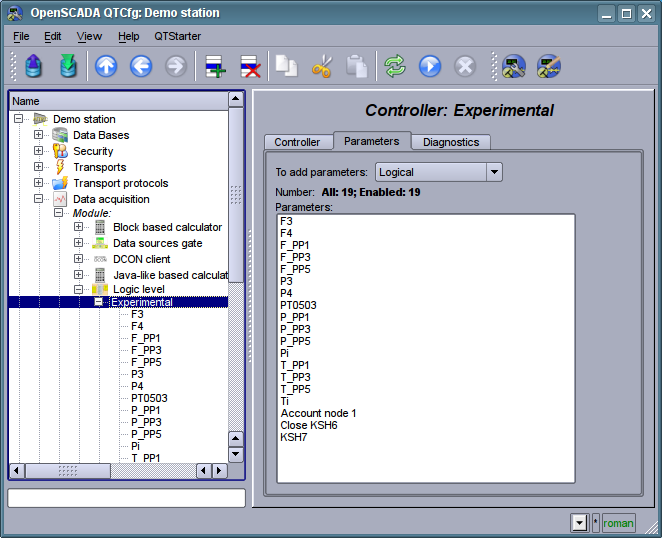 OpenSCADA QTCfg: Demo station
File Edit View Help QTStarter
Name
Demo station
Data Bases
Security
Transports
Transport protocols
Data acquisition
Module:
Block based calculator
Data sources gate
DCON client
Java-like based calculat
Logic level
Experimental
F3
F4
F_PP1
F_PP3
F_PP5
P3
P4
PT0503
P_PP1
P_PP3
P_PP5
Pi
T_PP1
Controller: Experimental
Controller Parameters Diagnostics
To add parameters: Logical
Number: All: 19; Enabled: 19
Parameters:
F3
F4
F_PP1
F_PP3
F_PP5
P3
P4
PT0503
P_PP1
P_PP3
P_PP5
Pi
T_PP1
T_PP3
T_PP5
Ti
Account node 1
Close KSH6
KSH7
* roman